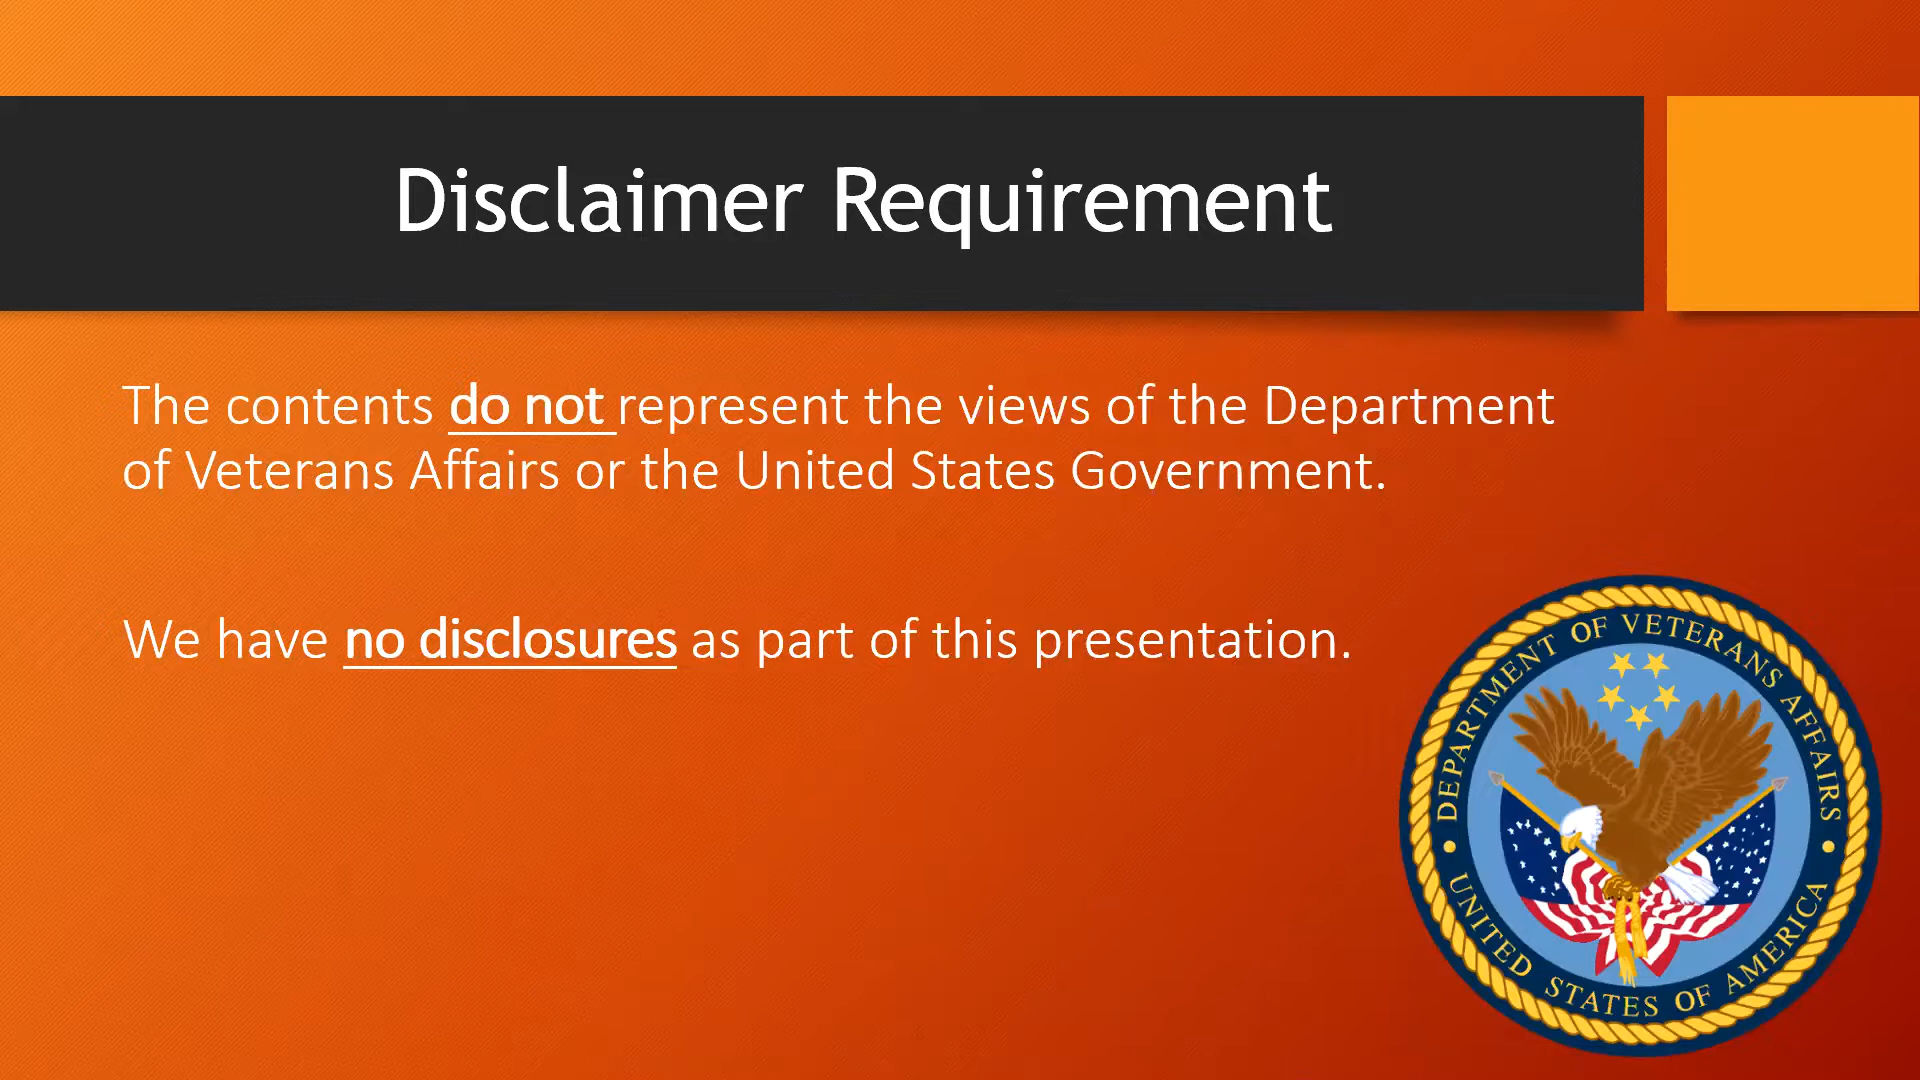 Disclaimer Requirement
The contents do not represent the views of the Department
of Veterans Affairs or the United States Government.
We have no disclosures as part of this presentation.
DEPARTMENT OF VETERANS AFFAIRS
UNITED STATES OF AMERICA